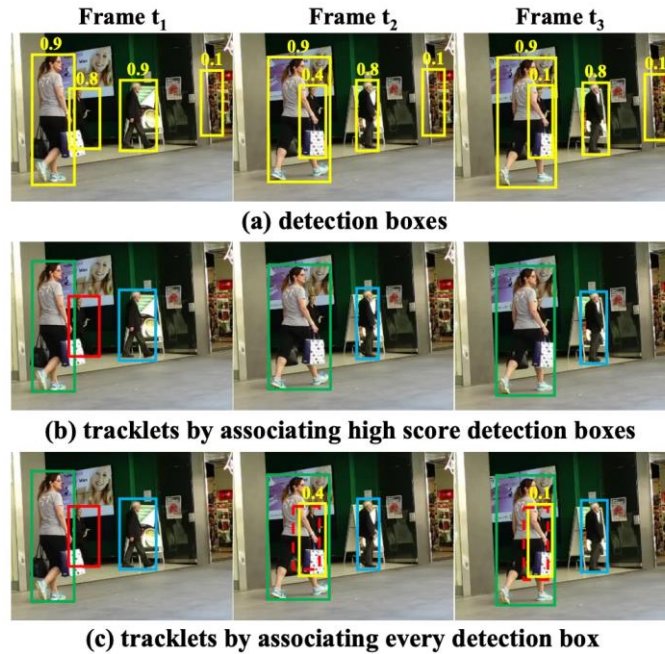 Frame t1 Frame t2 Frame t3
0.9 0.8 0.9 0.1 0.9 0.4 0.8 0.1 0.9 0.1 0.8 0.1
(a) detection boxes
(b) tracklets by associating high score detection boxes
0.4 0.1
(c) tracklets by associating every detection box